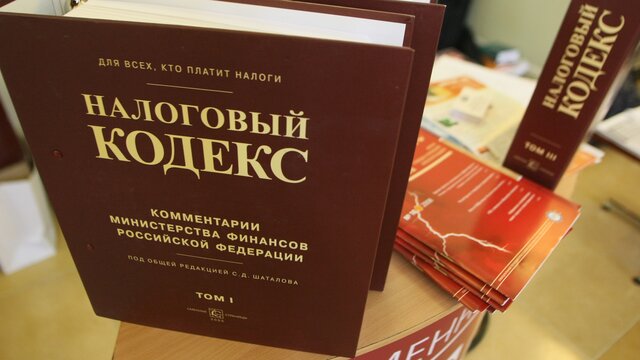 ДЛЯ ВСЕХ, КТО ПЛАТИТ НАЛОГИ
НАЛОГОВЫЙ
КОДЕКС
КОММЕНТАРИИ
МИНИСТЕРСТВА ФИНАНСОВ
РОССИЙСКОЙ ФЕДЕРАЦИИ
ПОД ОБЩЕЙ РЕДАКЦИЕЙ С.Д. ШАТАЛОВА
ТОМ I
НАЛОГОВЫЙ
КОДЕКС
ТОМ III